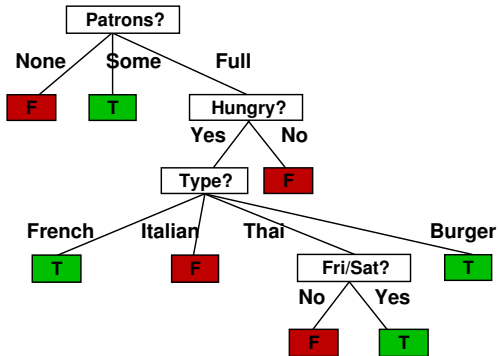 Patrons?
None Some Full
F T Hungry?
Yes No
Type? F
French Italian Thai Burger
T F Fri/Sat? T
No Yes
F T